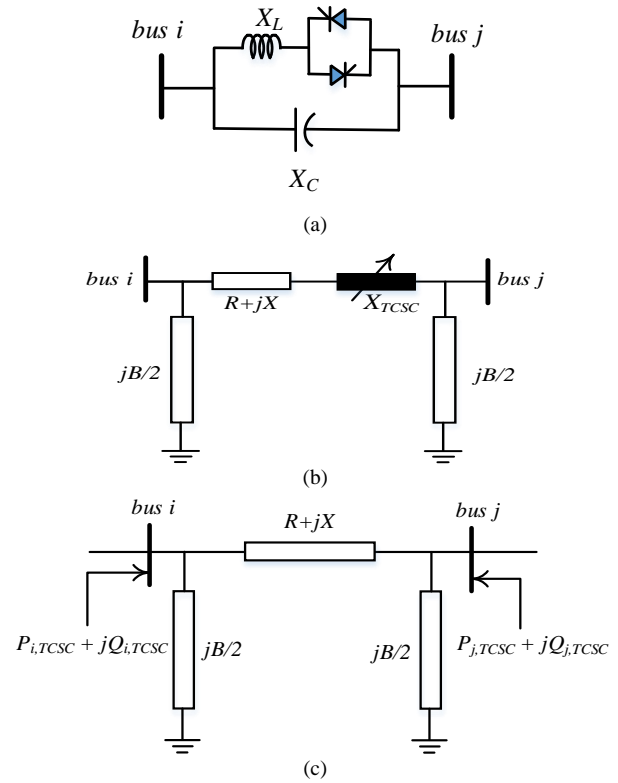 bus i
X_L
bus j
X_C
(a)
bus i
R+jX
X_TCSC
bus j
jB/2
jB/2
(b)
bus i
R+jX
bus j
P_i,TCSC + jQ_i,TCSC
jB/2
jB/2
P_j,TCSC + jQ_j,TCSC
(c)